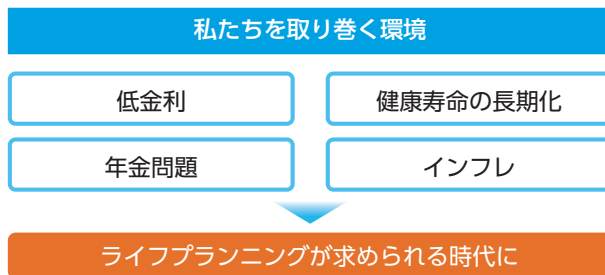 私たちを取り巻く環境
低金利
健康寿命の長期化
年金問題
インフレ
ライフプランニングが求められる時代に